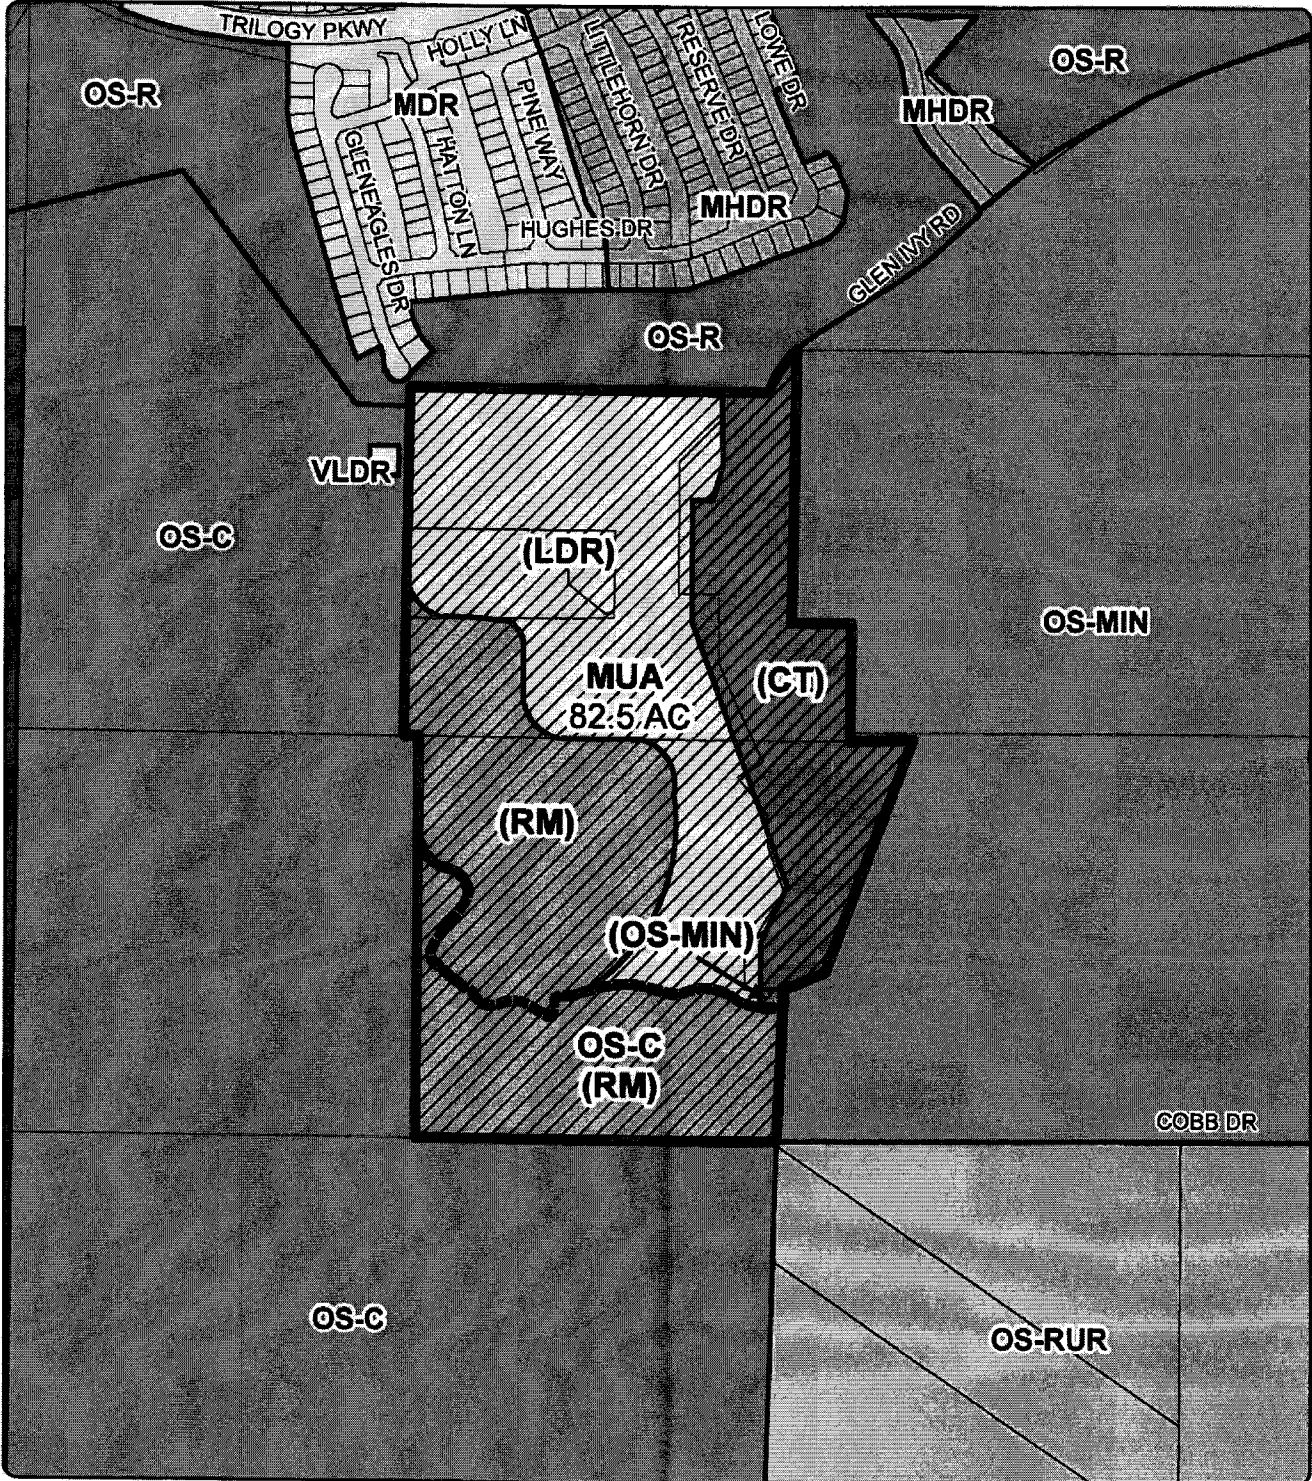 TRILOGY PKWY
HOLLY LN
LITTLEHORN DR
RESERVE DR
LOWE DR
OS-R
OS-R
MDR
MHDR
PINE WAY
GLENEAGLES DR
HATTON LN
MHDR
HUGHES DR
GLEN IVY RD
OS-R
VLDR
OS-C
(LDR)
OS-MIN
MUA
82.5 AC
(CT)
(RM)
(OS-MIN)
OS-C
(RM)
COBB DR
OS-C
OS-RUR